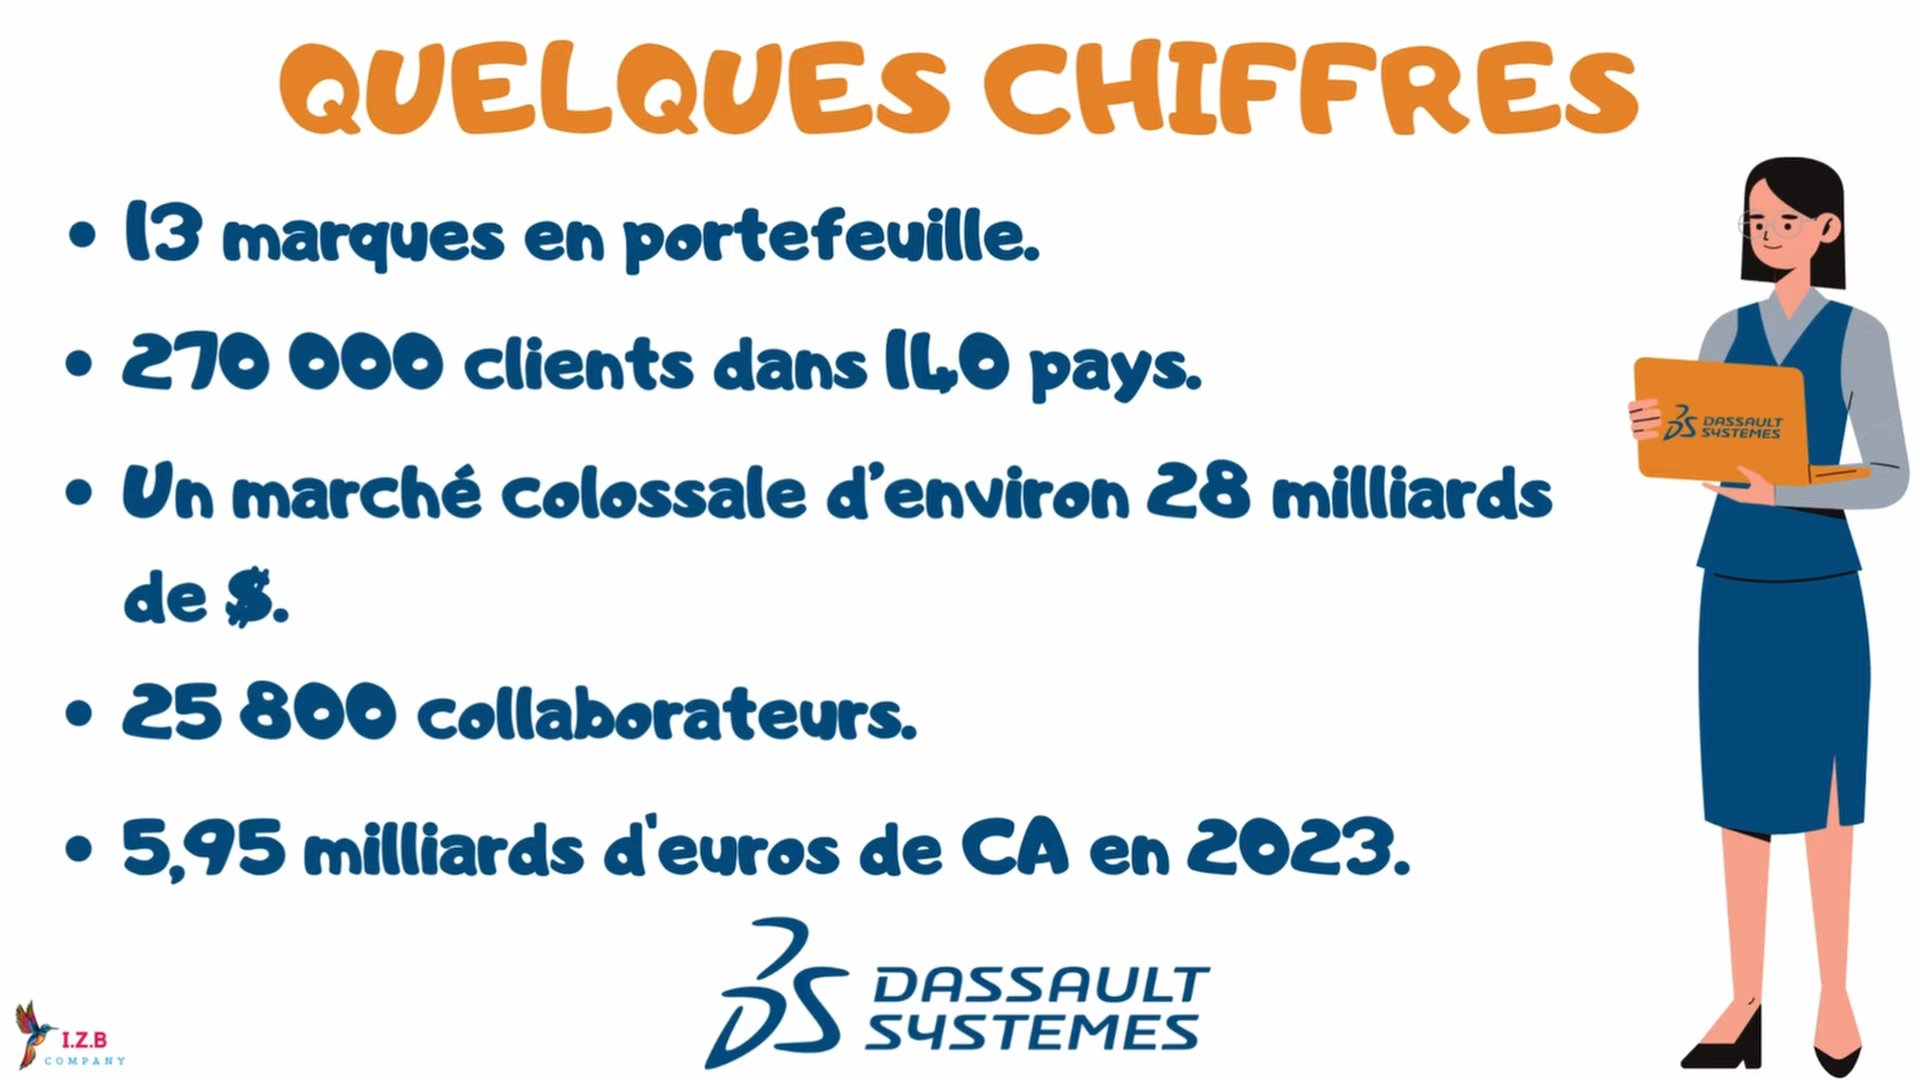 QUELQUES CHIFFRES
• 13 marques en portefeuille.
• 270 000 clients dans 140 pays.
• Un marché colossale d’environ 28 milliards
de $.
• 25 800 collaborateurs.
• 5,95 milliards d'euros de CA en 2023.
DASSAULT
SYSTEMES
DS DASSAULT
SYSTEMES
I.Z.B
COMPANY